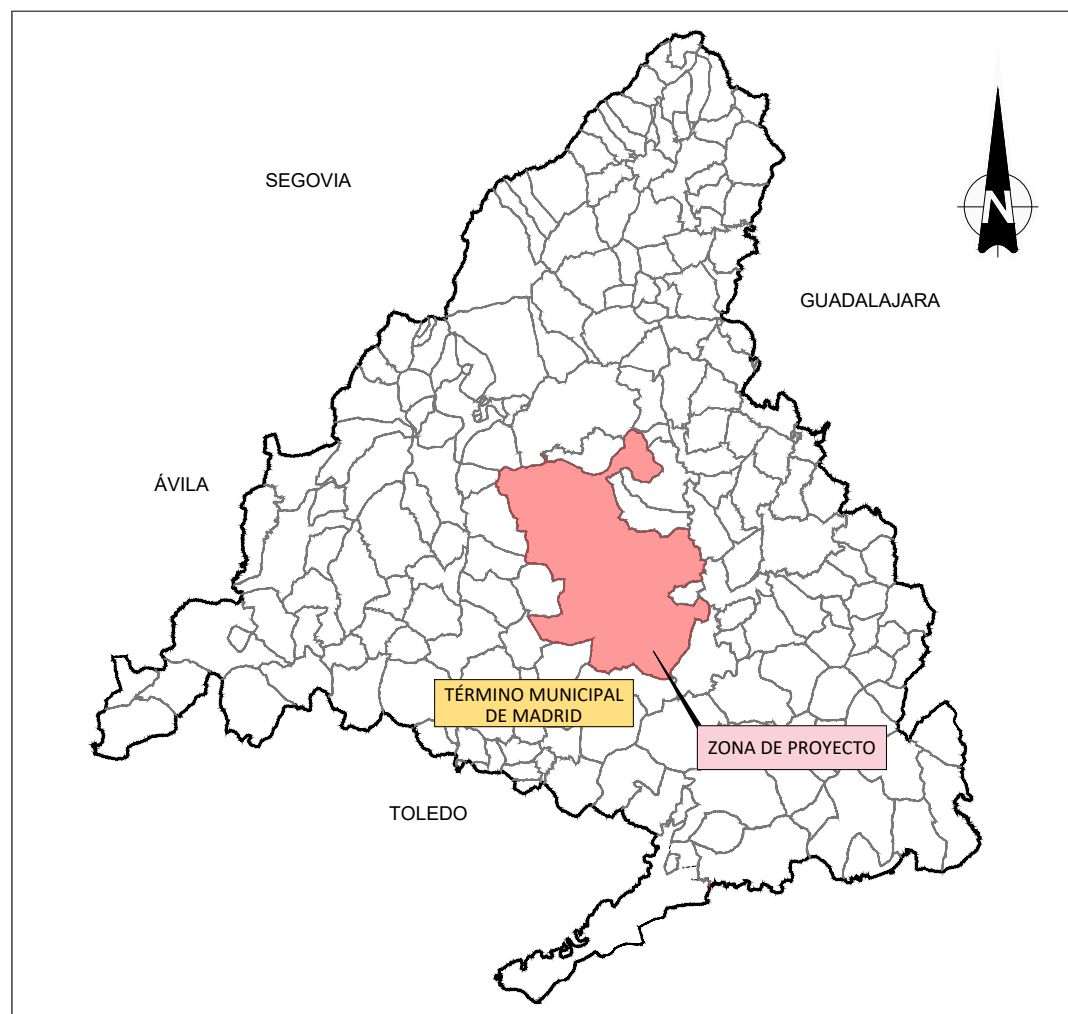 SEGOVIA
N
GUADALAJARA
ÁVILA
TÉRMINO MUNICIPAL
DE MADRID
ZONA DE PROYECTO
TOLEDO